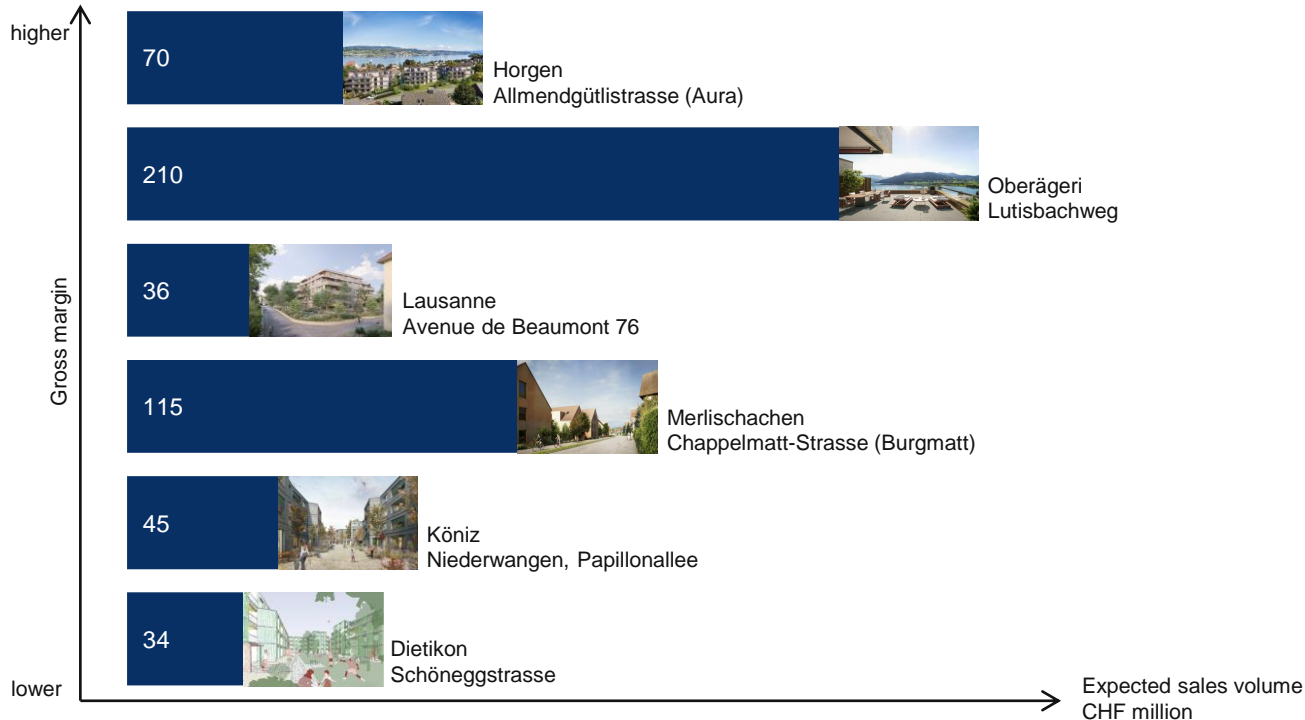 higher
70
Horgen
Allmendgütlistrasse (Aura)
210
Oberägeri
Lutisbachweg
36
Lausanne
Avenue de Beaumont 76
Gross margin
115
Merlischachen
Chappelmatt-Strasse (Burgmatt)
45
Köniz
Niederwangen, Papillonallee
34
Dietikon
Schöneggstrasse
lower
Expected sales volume
CHF million